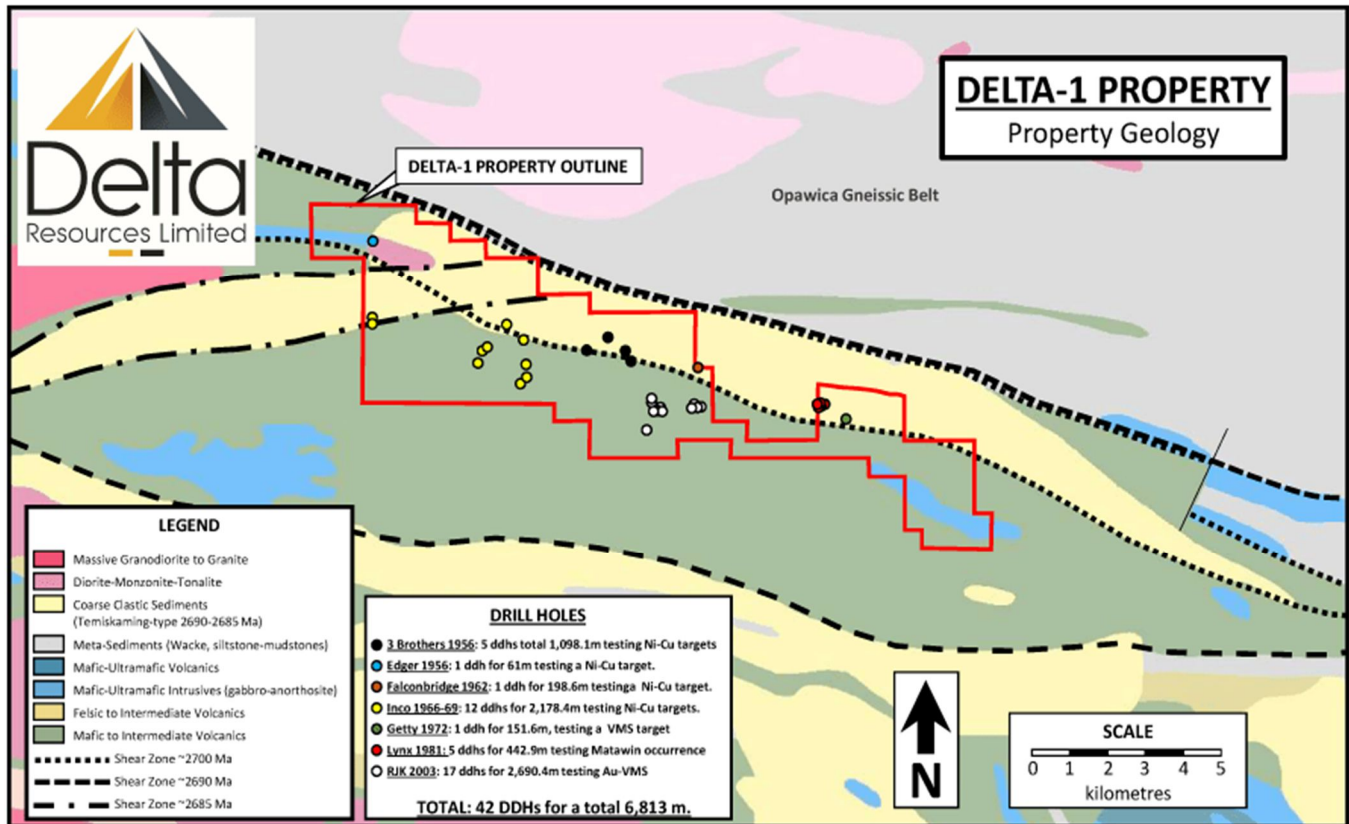 Delta
Resources Limited
DELTA-1 PROPERTY
Property Geology
DELTA-1 PROPERTY OUTLINE
Opawica Gneissic Belt
LEGEND
Massive Granodiorite to Granite
Diorite-Monzonite-Tonalite
Coarse Clastic Sediments
(Temiskaming-type 2690-2685 Ma)
Meta-Sediments (Wacke, siltstone-mudstones)
Mafic-Ultramafic Volcanics
Mafic-Ultramafic Intrusives (gabbro-anorthosite)
Felsic to Intermediate Volcanics
Mafic to Intermediate Volcanics
Shear Zone ~2700 Ma
Shear Zone ~2690 Ma
Shear Zone ~2685 Ma
DRILL HOLES
3 Brothers 1956: 5 ddhs total 1,098.1m testing Ni-Cu targets
Edger 1956: 1 ddh for 61m testing a Ni-Cu target.
Falconbridge 1962: 1 ddh for 198.6m testinga Ni-Cu target.
Inco 1966-69: 12 ddhs for 2,178.4m testing Ni-Cu targets.
Getty 1972: 1 ddh for 151.6m, testing a VMS target
Lynx 1981: 5 ddhs for 442.9m testing Matawin occurrence
RJK 2003: 17 ddhs for 2,690.4m testing Au-VMS
TOTAL: 42 DDHs for a total 6,813 m.
N
SCALE
0 1 2 3 4 5
kilometres